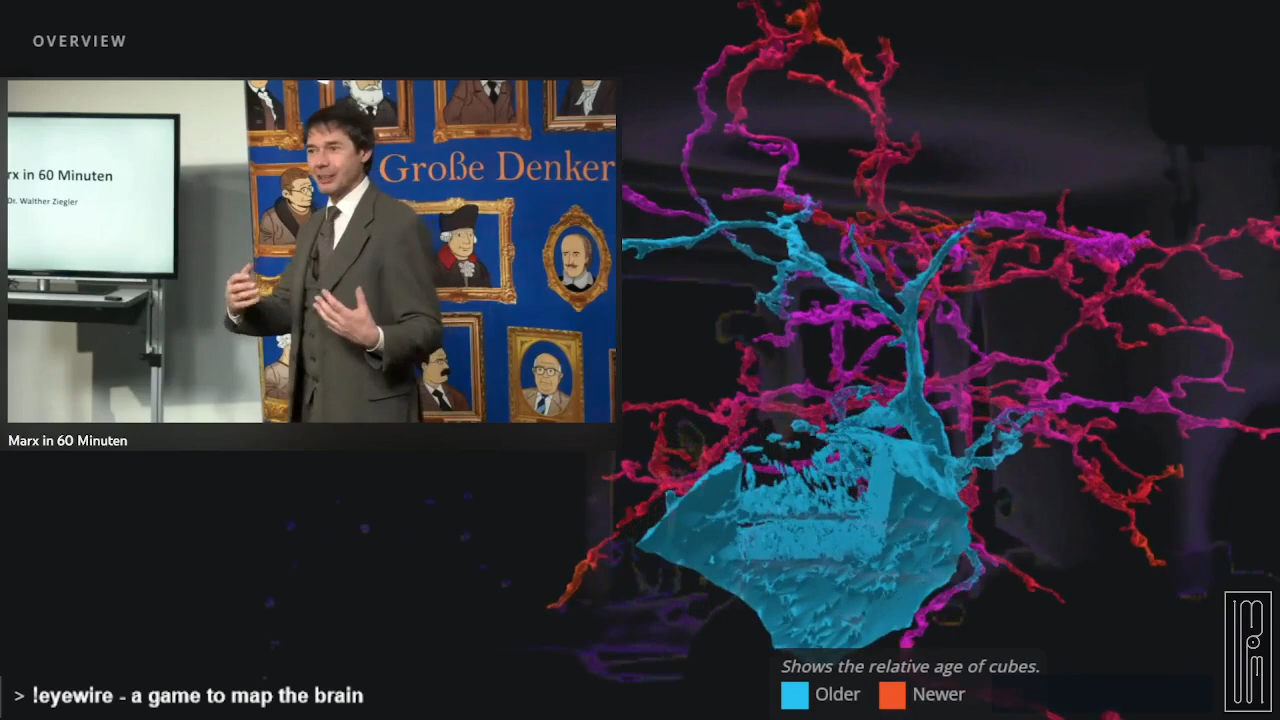 OVERVIEW
rx in 60 Minuten
Dr. Walther Ziegler
Große Denker
Marx in 60 Minuten
Shows the relative age of cubes.
Older Newer
> !eyewire - a game to map the brain